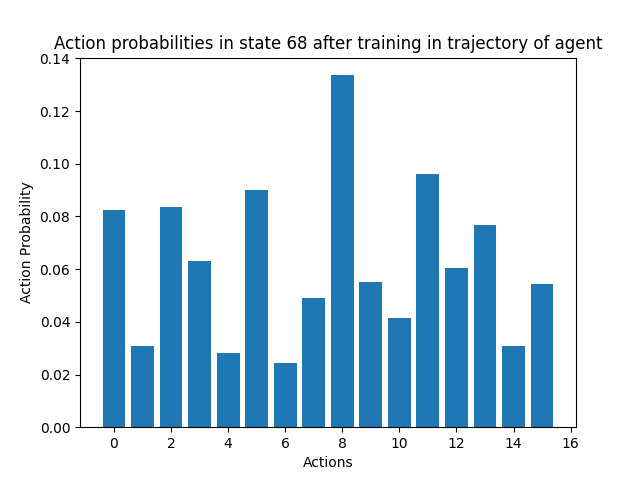 Action probabilities in state 68 after training in trajectory of agent
0.14
0.12
0.10
0.08
0.06
0.04
0.02
0.00
Action Probability
0 2 4 6 8 10 12 14 16
Actions